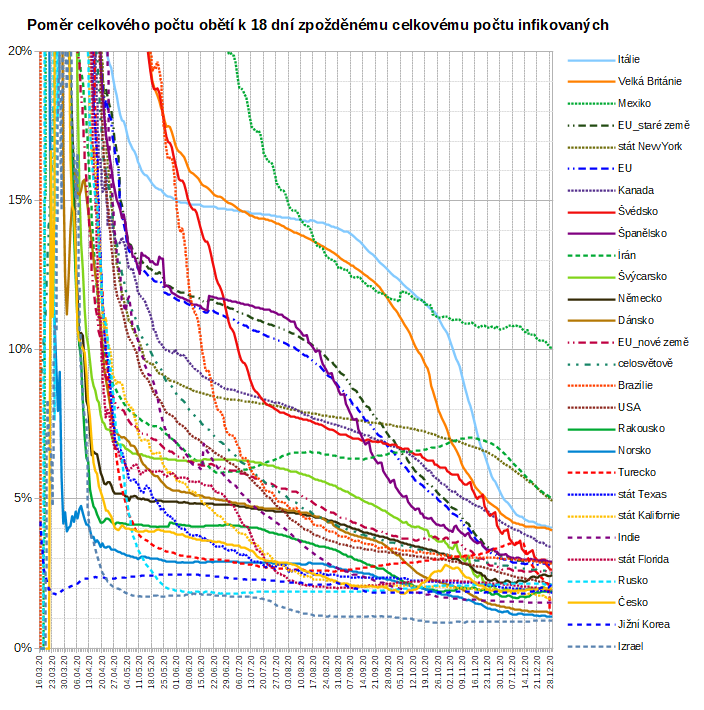 Poměr celkového počtu obětí k 18 dní zpožděnému celkovému počtu infikovaných
20%
15%
10%
5%
0%
16.03.20
23.03.20
30.03.20
06.04.20
13.04.20
20.04.20
27.04.20
04.05.20
11.05.20
18.05.20
25.05.20
01.06.20
08.06.20
15.06.20
22.06.20
29.06.20
06.07.20
13.07.20
20.07.20
27.07.20
03.08.20
10.08.20
17.08.20
24.08.20
31.08.20
07.09.20
14.09.20
21.09.20
28.09.20
05.10.20
12.10.20
19.10.20
26.10.20
02.11.20
09.11.20
16.11.20
23.11.20
30.11.20
07.12.20
14.12.20
21.12.20
28.12.20
Itálie
Velká Británie
Mexiko
EU_staré země
stát NewYork
EU
Kanada
Švédsko
Španělsko
Írán
Švýcarsko
Německo
Dánsko
EU_nové země
celosvětově
Brazílie
USA
Rakousko
Norsko
Turecko
stát Texas
stát Kalifornie
Indie
stát Florida
Rusko
Česko
Jižní Korea
Izrael